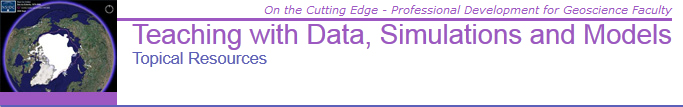 On the Cutting Edge - Professional Development for Geoscience Faculty
Teaching with Data, Simulations and Models
Topical Resources